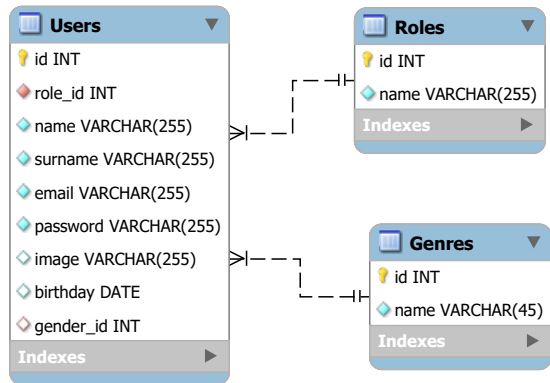 Users
id INT
role_id INT
name VARCHAR(255)
surname VARCHAR(255)
email VARCHAR(255)
password VARCHAR(255)
image VARCHAR(255)
birthday DATE
gender_id INT
Indexes
Roles
id INT
name VARCHAR(255)
Indexes
Genres
id INT
name VARCHAR(45)
Indexes